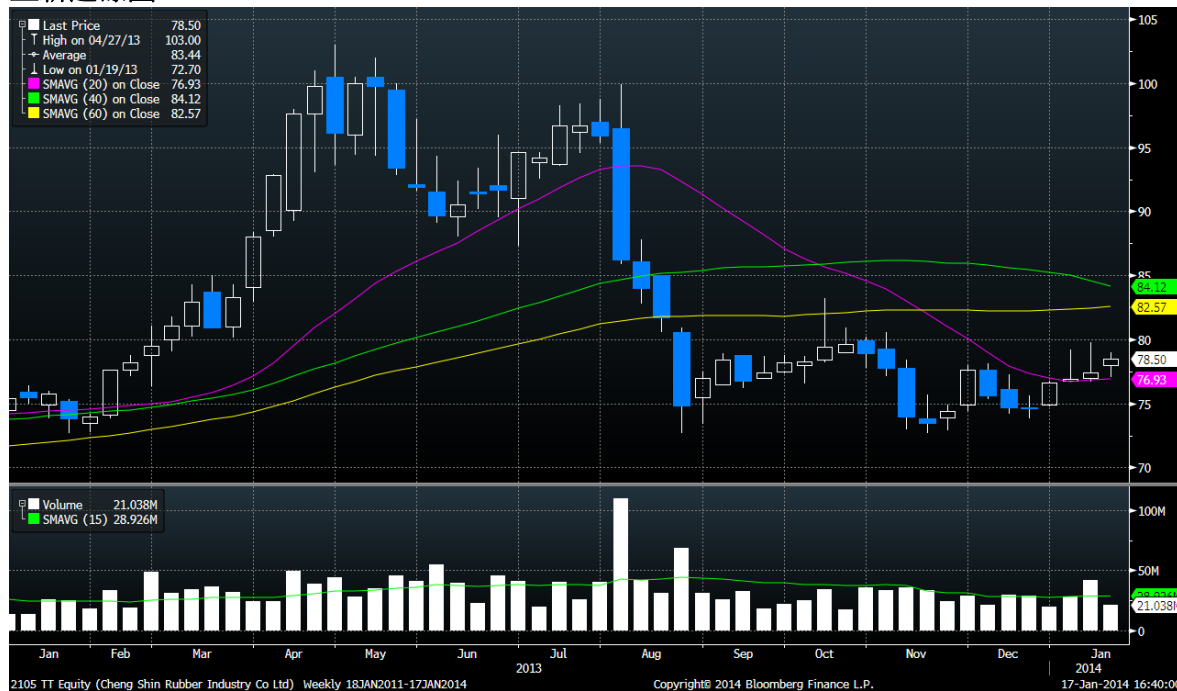 Last Price 78.50
High on 04/27/13 103.00
Average 83.44
Low on 01/19/13 72.70
SMAVG (20) on Close 76.93
SMAVG (40) on Close 84.12
SMAVG (60) on Close 82.57
105
100
95
90
85
84.12
82.57
80
78.50
76.93
75
70
Volume 21.038M
SMAVG (15) 28.926M
100M
50M
21.038M
0
Jan Feb Mar Apr May Jun Jul Aug Sep Oct Nov Dec Jan
2013 2014
2105 TT Equity (Cheng Shin Rubber Industry Co Ltd) Weekly 18JAN2011-17JAN2014 Copyright© 2014 Bloomberg Finance L.P. 17-Jan-2014 16:40:00